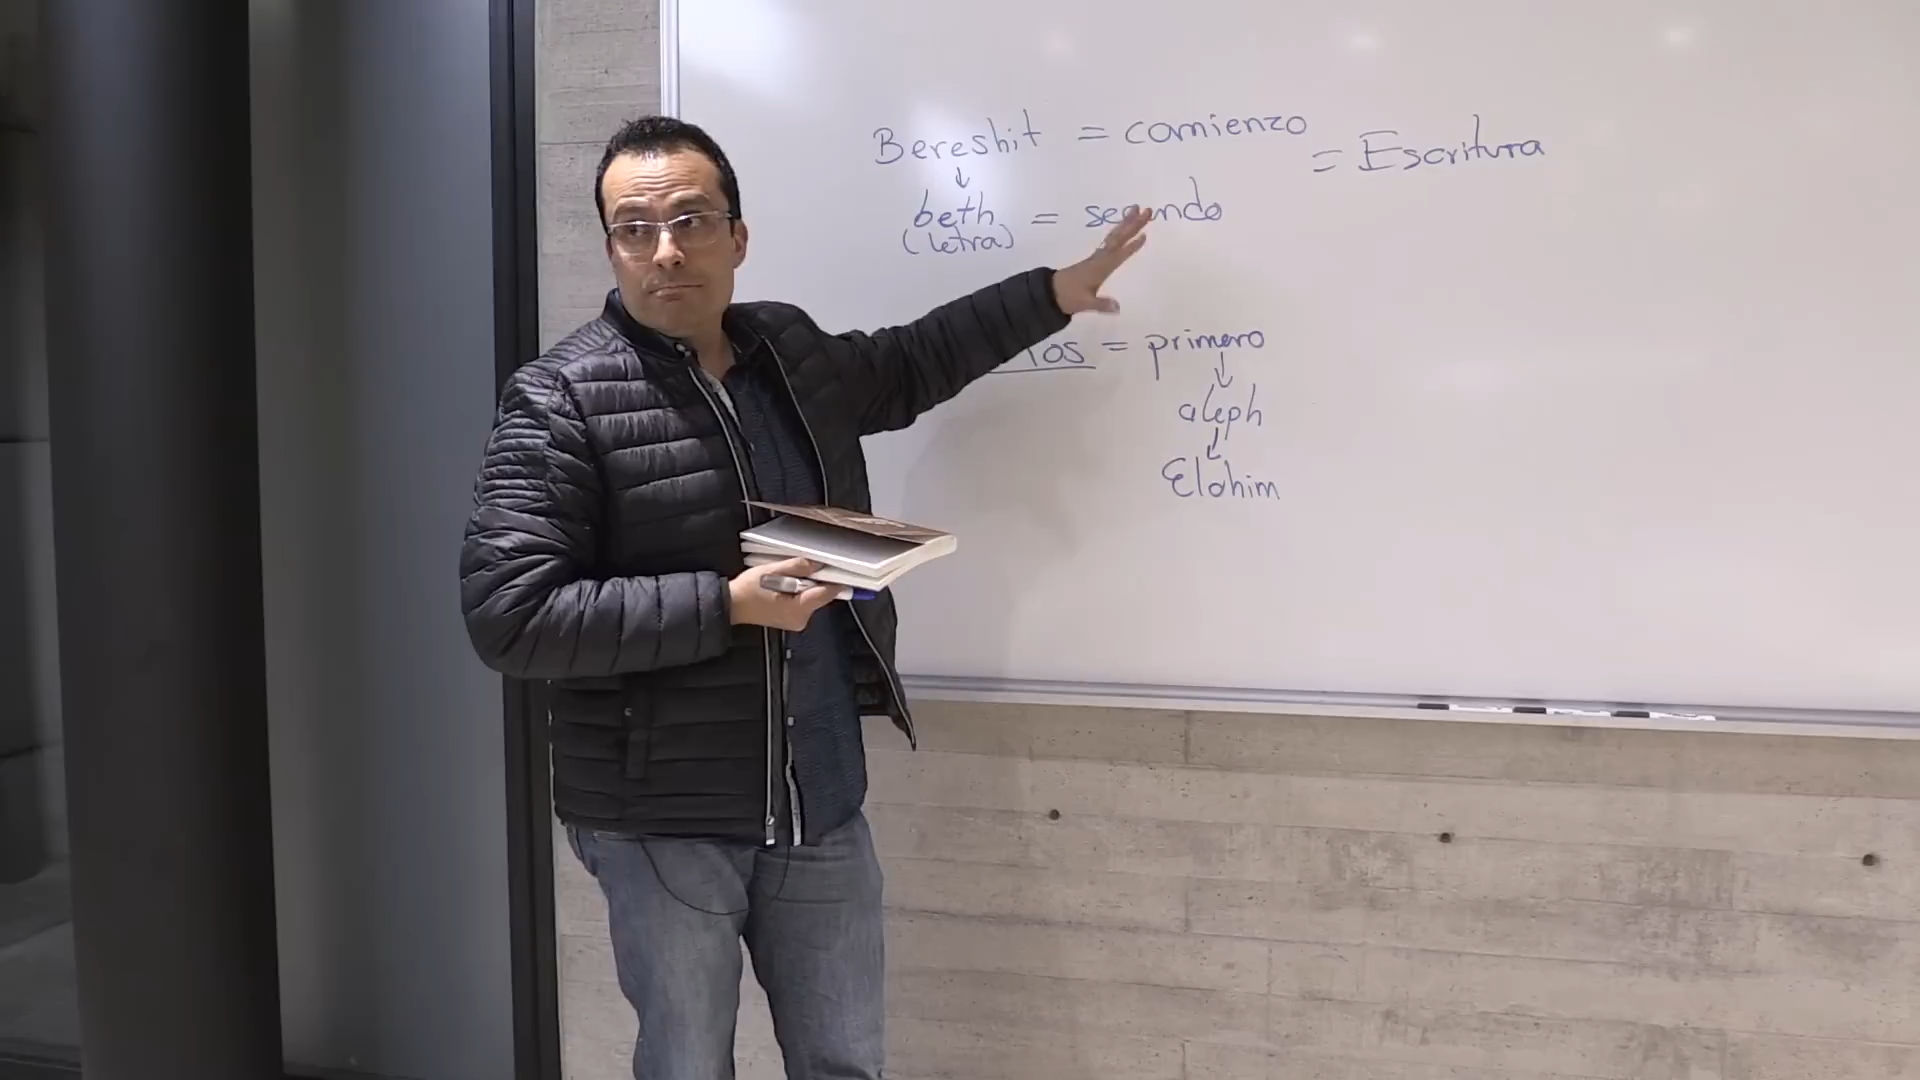 Bereshit = comienzo
= Escritura
↓
beth = segundo
(letra)
= primero
↓
aleph
↓
Elohim